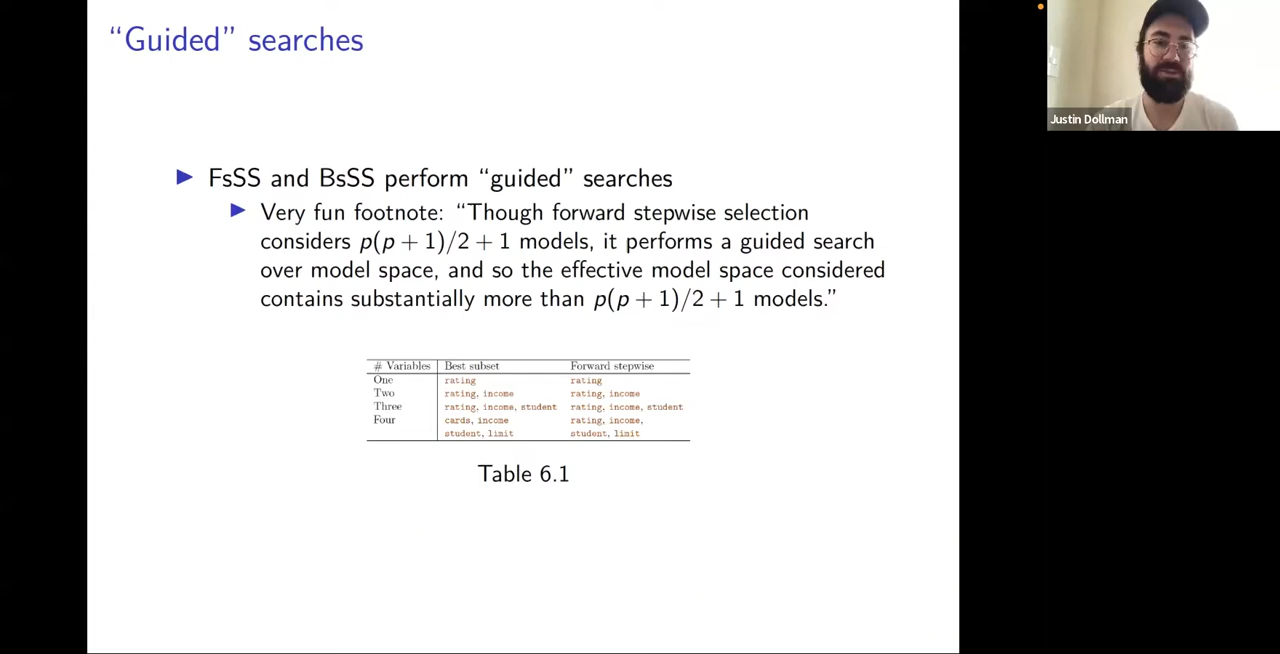 “Guided” searches
FsSS and BsSS perform “guided” searches
Very fun footnote: “Though forward stepwise selection
considers p(p + 1)/2 + 1 models, it performs a guided search
over model space, and so the effective model space considered
contains substantially more than p(p + 1)/2 + 1 models.”
# Variables Best subset Forward stepwise
One rating rating
Two rating, income rating, income
Three rating, income, student rating, income, student
Four cards, income rating, income,
student, limit student, limit
Table 6.1
Justin Dollman